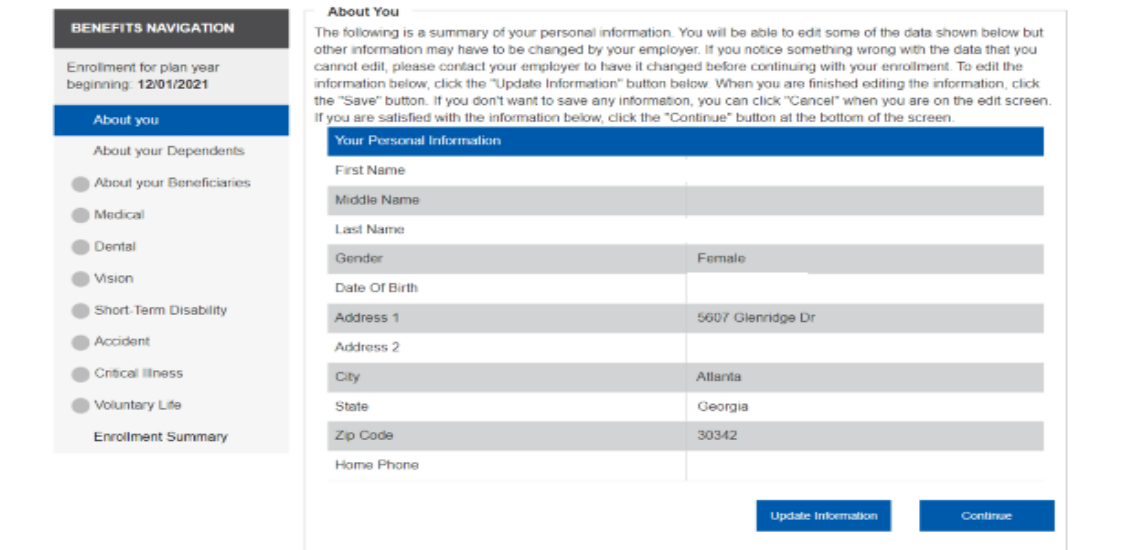 BENEFITS NAVIGATION
Enrollment for plan year
beginning: 12/01/2021
About you
About your Dependents
About your Beneficiaries
Medical
Dental
Vision
Short-Term Disability
Accident
Critical Illness
Voluntary Life
Enrollment Summary
About You
The following is a summary of your personal information. You will be able to edit some of the data shown below but
other information may have to be changed by your employer. If you notice something wrong with the data that you
cannot edit, please contact your employer to have it changed before continuing with your enrollment. To edit the
information below, click the "Update Information" button below. When you are finished editing the information, click
the "Save" button. If you don't want to save any information, you can click "Cancel" when you are on the edit screen.
If you are satisfied with the information below, click the "Continue" button at the bottom of the screen.
Your Personal Information
First Name
Middle Name
Last Name
Gender Female
Date Of Birth
Address 1 5607 Glenridge Dr
Address 2
City Atlanta
State Georgia
Zip Code 30342
Home Phone
Update Information Continue